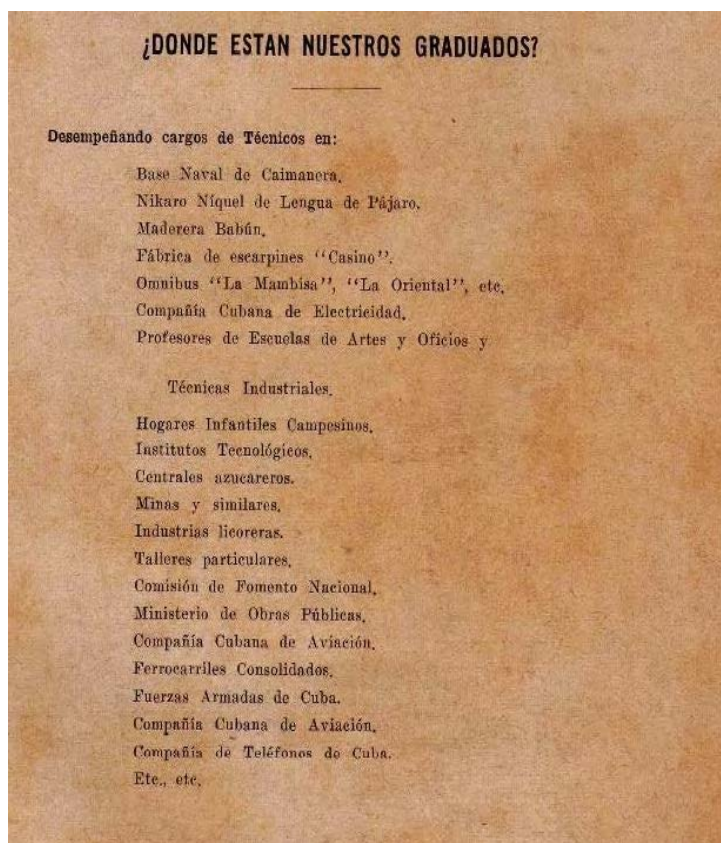 ¿DONDE ESTAN NUESTROS GRADUADOS?
Desempeñando cargos de Técnicos en:
Base Naval de Caimanera.
Nikaro Níquel de Lengua de Pájaro.
Maderera Babún.
Fábrica de escarpines ‘‘Casino’’.
Omnibus ‘‘La Mambisa’’, ‘‘La Oriental’’, etc.
Compañía Cubana de Electricidad.
Profesores de Escuelas de Artes y Oficios y
Técnicas Industriales.
Hogares Infantiles Campesinos.
Institutos Tecnológicos.
Centrales azucareros.
Minas y similares.
Industrias licoreras.
Talleres particulares.
Comisión de Fomento Nacional.
Ministerio de Obras Públicas.
Compañía Cubana de Aviación.
Ferrocarriles Consolidados.
Fuerzas Armadas de Cuba.
Compañía Cubana de Aviación.
Compañía de Teléfonos de Cuba.
Etc., etc.